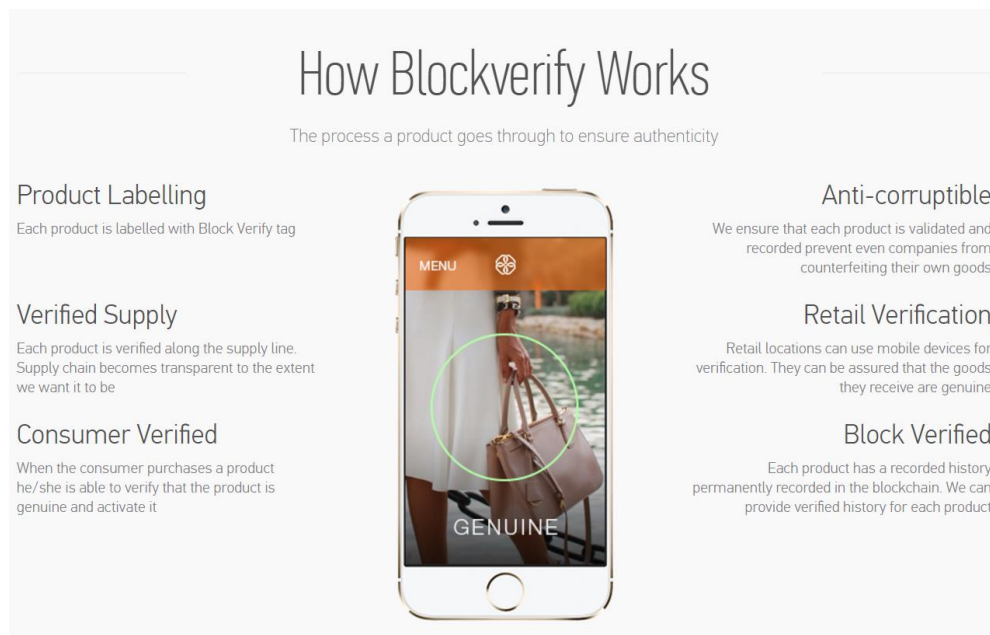 How Blockverify Works
The process a product goes through to ensure authenticity
Product Labelling
Each product is labelled with Block Verify tag
Verified Supply
Each product is verified along the supply line.
Supply chain becomes transparent to the extent
we want it to be
Consumer Verified
When the consumer purchases a product
he/she is able to verify that the product is
genuine and activate it
MENU
GENUINE
Anti-corruptible
We ensure that each product is validated and
recorded prevent even companies from
counterfeiting their own goods
Retail Verification
Retail locations can use mobile devices for
verification. They can be assured that the goods
they receive are genuine
Block Verified
Each product has a recorded history
permanently recorded in the blockchain. We can
provide verified history for each product